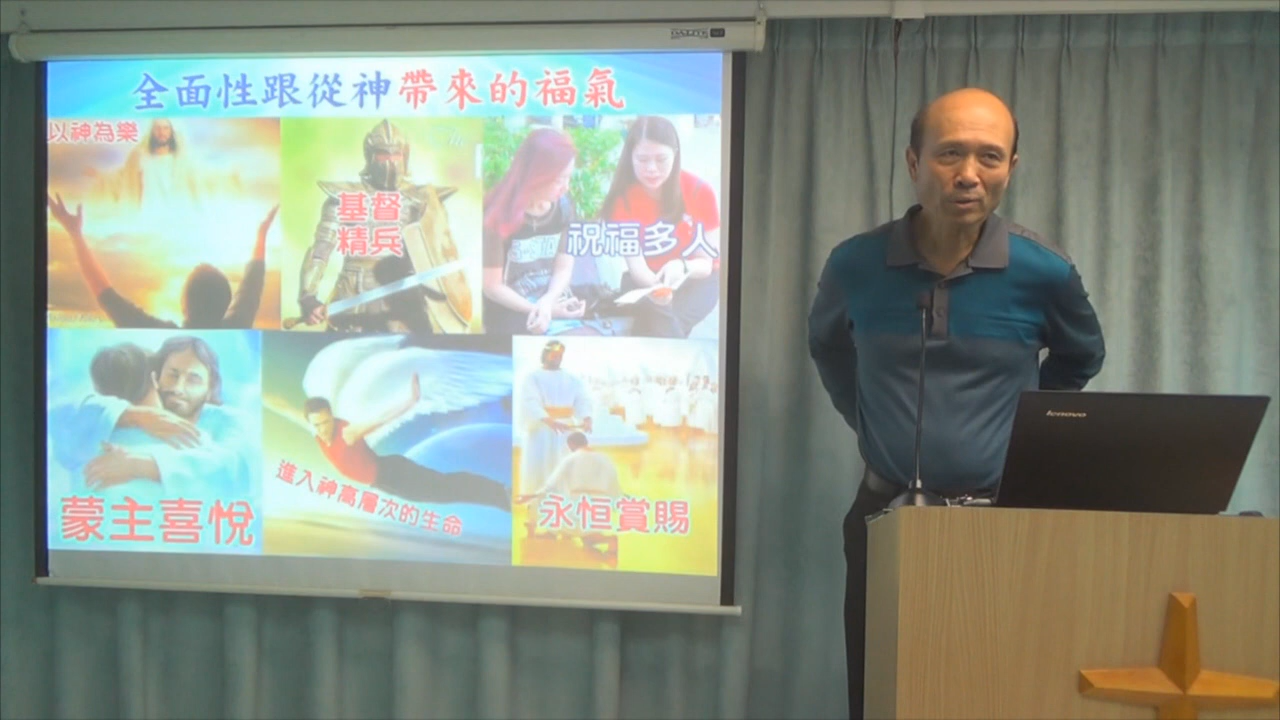 全面性跟從神帶來的福氣
以神為樂
基督
精兵
祝福多人
蒙主喜悅
進入神高層次的生命
永恒賞賜
lenovo